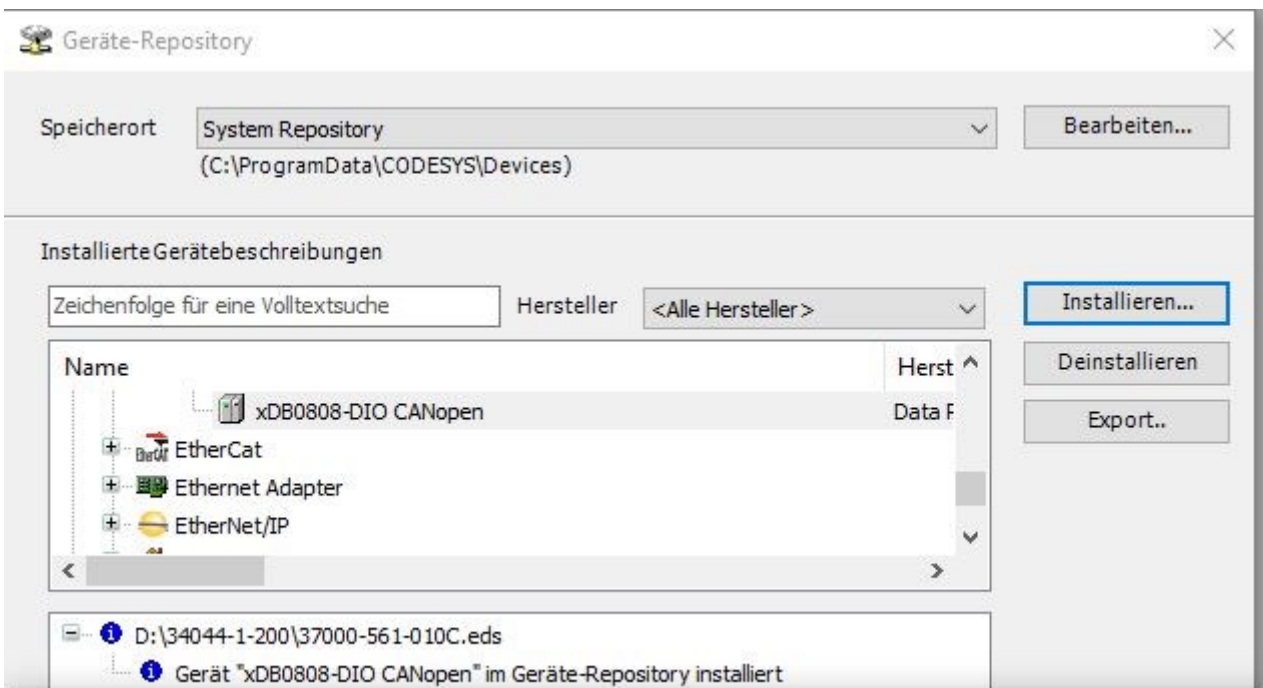 Geräte-Repository
Speicherort System Repository Bearbeiten...
(C:\ProgramData\CODESYS\Devices)
Installierte Gerätebeschreibungen
Zeichenfolge für eine Volltextsuche Hersteller <Alle Hersteller> Installieren...
Name Herst Deinstallieren
xDB0808-DIO CANopen Data F Export..
EtherCat
Ethernet Adapter
EtherNet/IP
D:\34044-1-200\37000-561-010C.eds
Gerät "xDB0808-DIO CANopen" im Geräte-Repository installiert